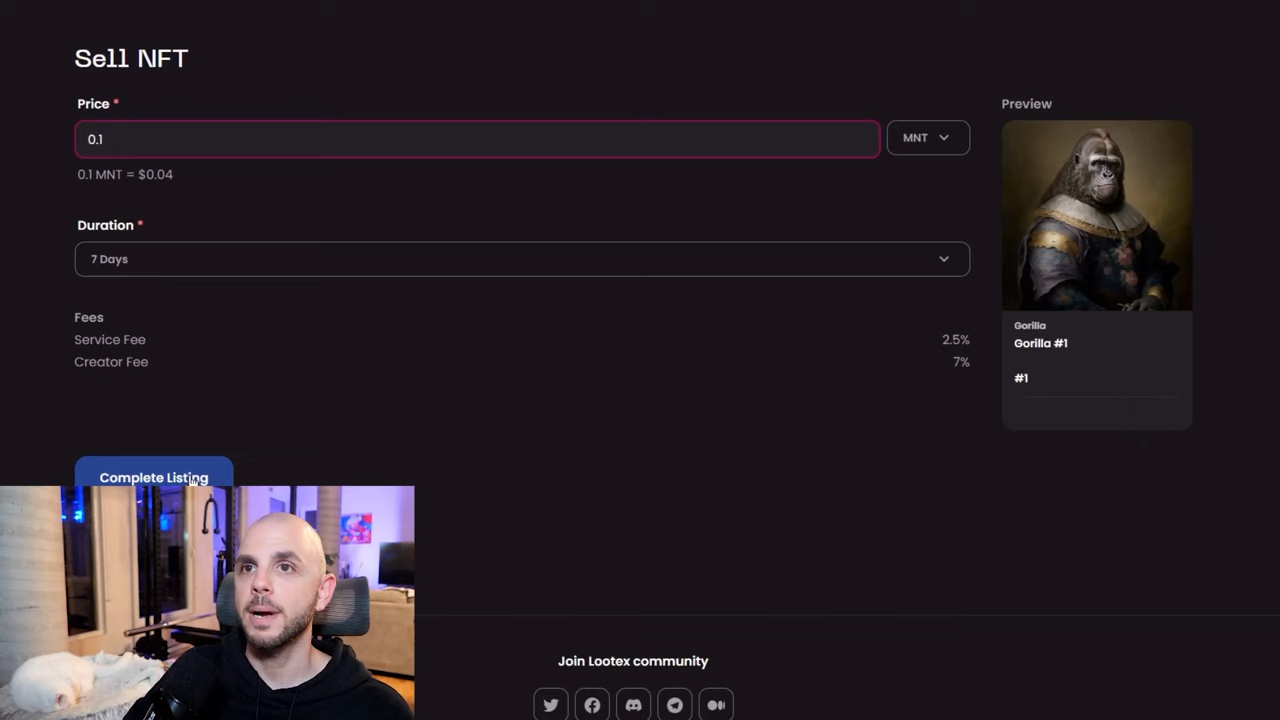 Sell NFT
Price *
Preview
0.1
MNT
0.1 MNT = $0.04
Duration *
7 Days
Fees
Service Fee
2.5%
Creator Fee
7%
Gorilla
Gorilla #1
#1
Complete Listing
Join Lootex community